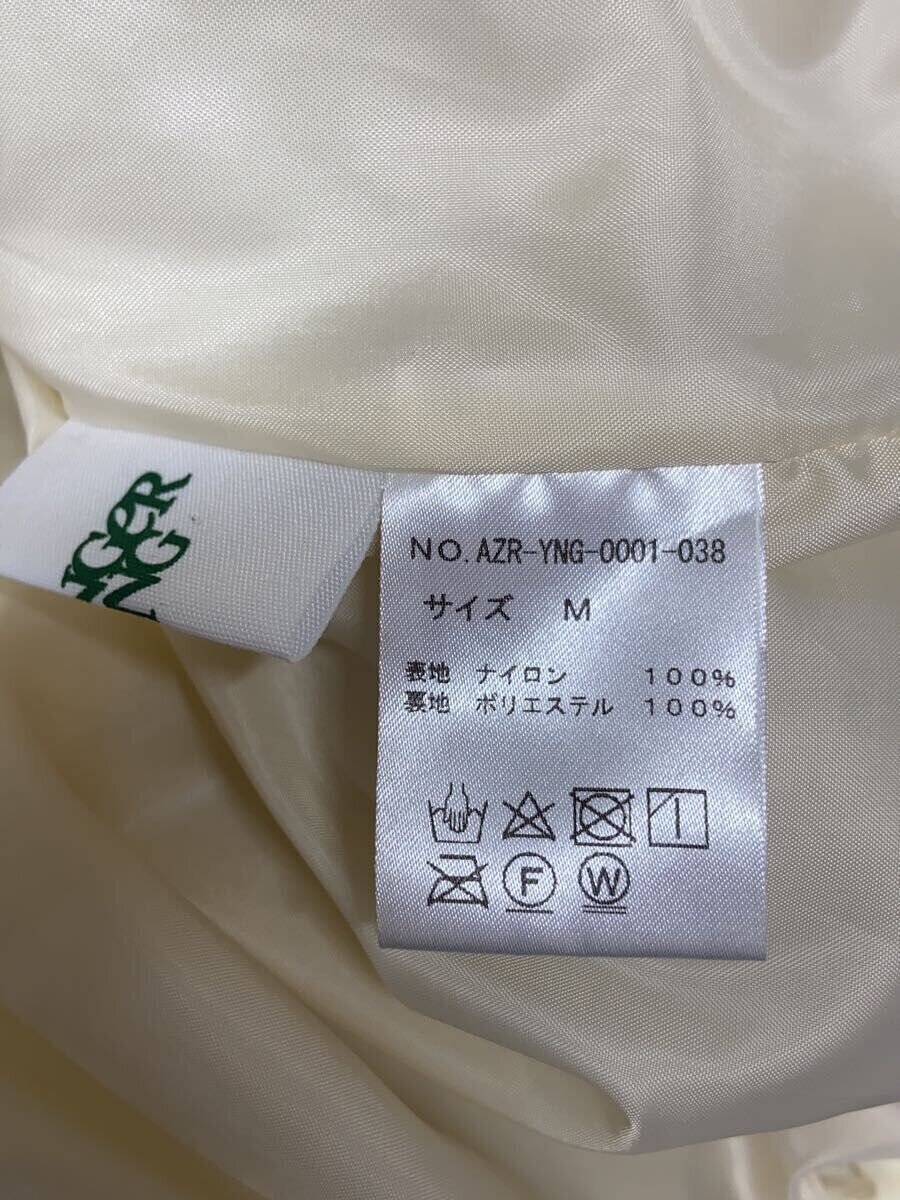 NO.AZR-YNG-0001-038
サイズ M
表地 ナイロン 100%
裏地 ポリエステル 100%
F W